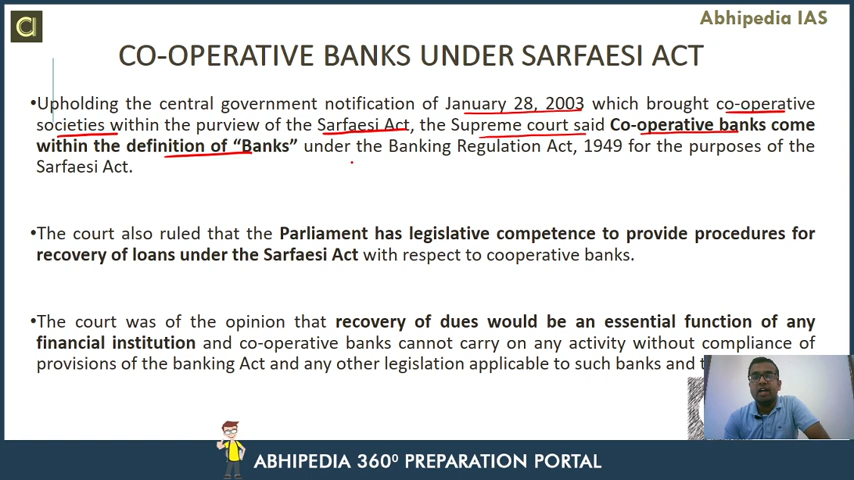 Abhipedia IAS
CO-OPERATIVE BANKS UNDER SARFAESI ACT
•Upholding the central government notification of January 28, 2003 which brought co-operative
societies within the purview of the Sarfaesi Act, the Supreme court said Co-operative banks come
within the definition of “Banks” under the Banking Regulation Act, 1949 for the purposes of the
Sarfaesi Act.
•The court also ruled that the Parliament has legislative competence to provide procedures for
recovery of loans under the Sarfaesi Act with respect to cooperative banks.
•The court was of the opinion that recovery of dues would be an essential function of any
financial institution and co-operative banks cannot carry on any activity without compliance of
provisions of the banking Act and any other legislation applicable to such banks and
ABHIPEDIA 360⁰ PREPARATION PORTAL